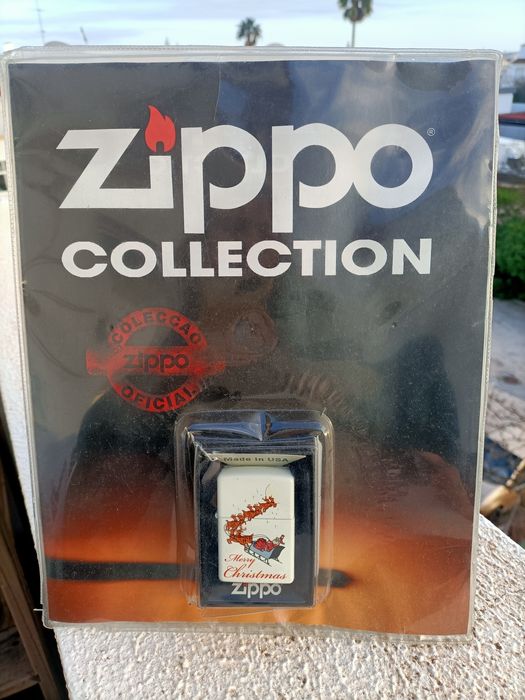 Zippo®
COLLECTION
COLECÇÃO
Zippo
OFICIAL
Made in USA
Merry
Christmas
Zippo